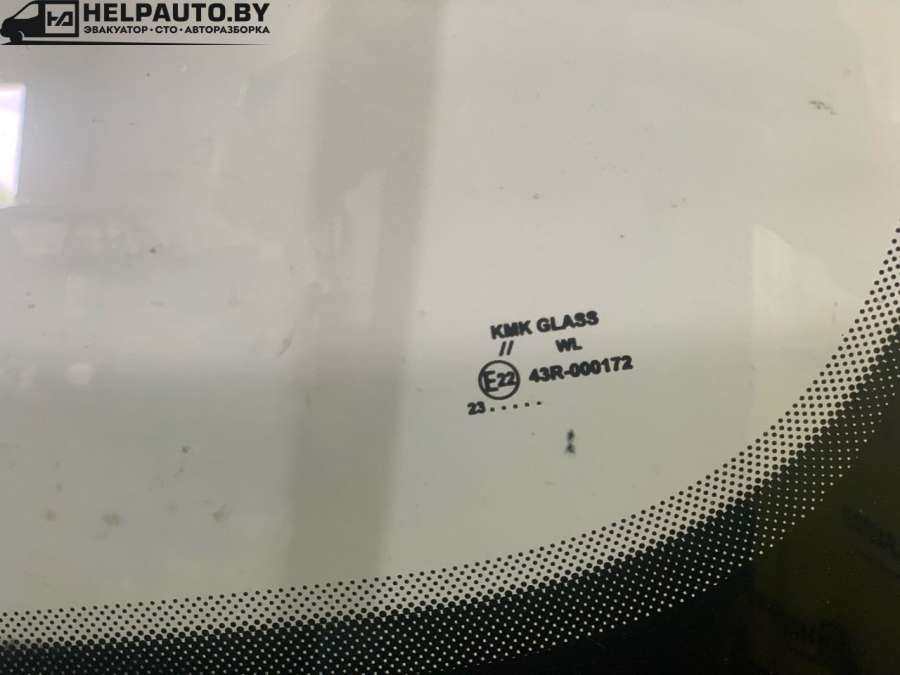 HELPAUTO.BY
ЭВАКУАТОР · СТО · АВТОРАЗБОРКА
KMK GLASS
// WL
E22 43R-000172
23.....